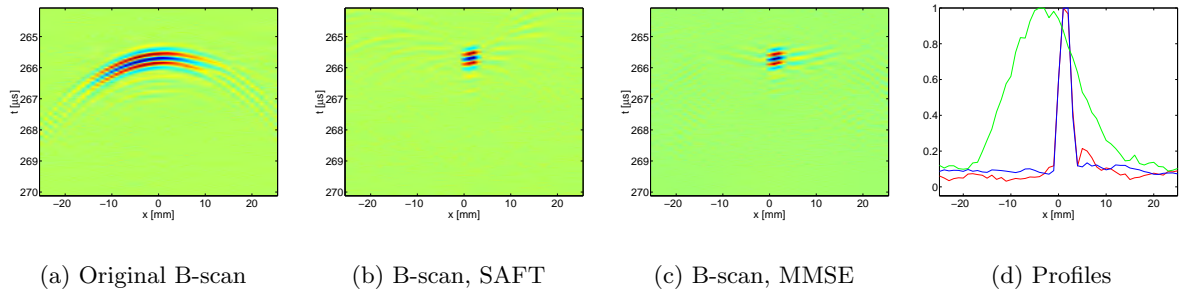 265
266
267
268
269
270
t [µs]
−20 −10 0 10 20
x [mm]
265
266
267
268
269
270
t [µs]
−20 −10 0 10 20
x [mm]
265
266
267
268
269
270
t [µs]
−20 −10 0 10 20
x [mm]
1
0.8
0.6
0.4
0.2
0
−20 −10 0 10 20
x [mm]
(a) Original B-scan
(b) B-scan, SAFT
(c) B-scan, MMSE
(d) Profiles